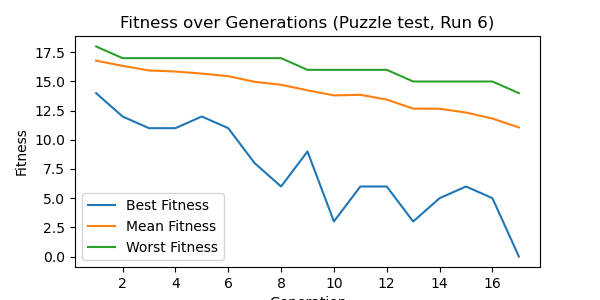 Fitness over Generations (Puzzle test, Run 6)
Fitness
17.5
15.0
12.5
10.0
7.5
5.0
2.5
0.0
Best Fitness
Mean Fitness
Worst Fitness
2 4 6 8 10 12 14 16
Generation